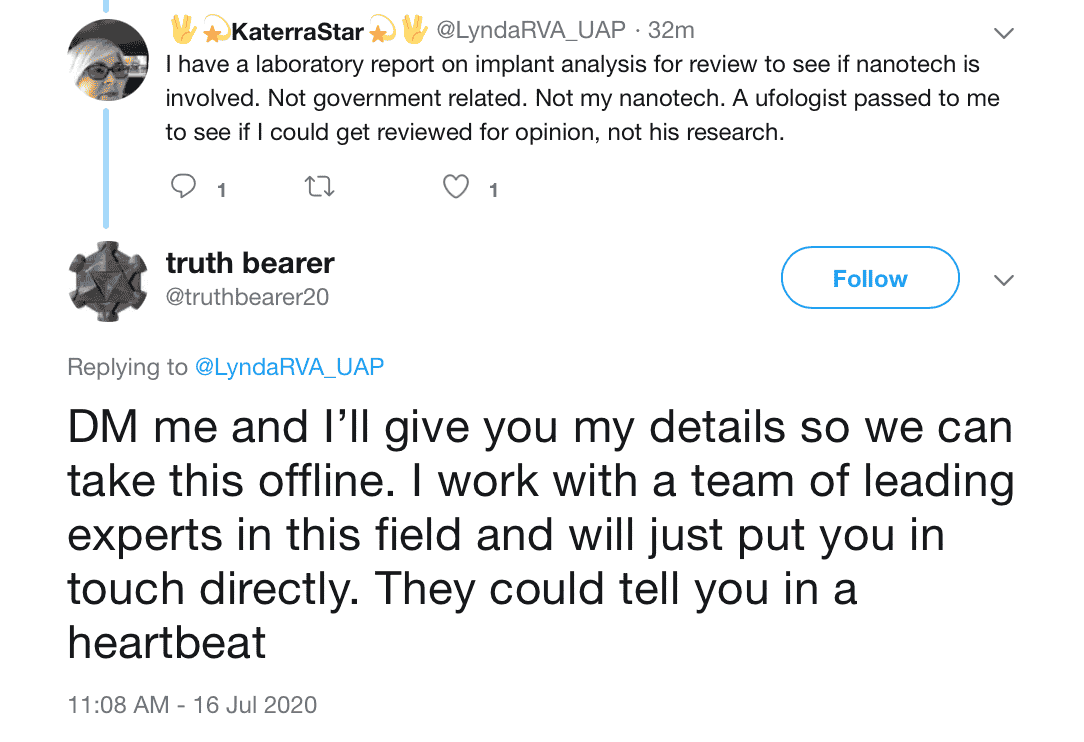 🖖💫KaterraStar💫🖖 @LyndaRVA_UAP · 32m
I have a laboratory report on implant analysis for review to see if nanotech is
involved. Not government related. Not my nanotech. A ufologist passed to me
to see if I could get reviewed for opinion, not his research.
1 1
truth bearer
@truthbearer20
Follow
Replying to @LyndaRVA_UAP
DM me and I’ll give you my details so we can
take this offline. I work with a team of leading
experts in this field and will just put you in
touch directly. They could tell you in a
heartbeat
11:08 AM - 16 Jul 2020